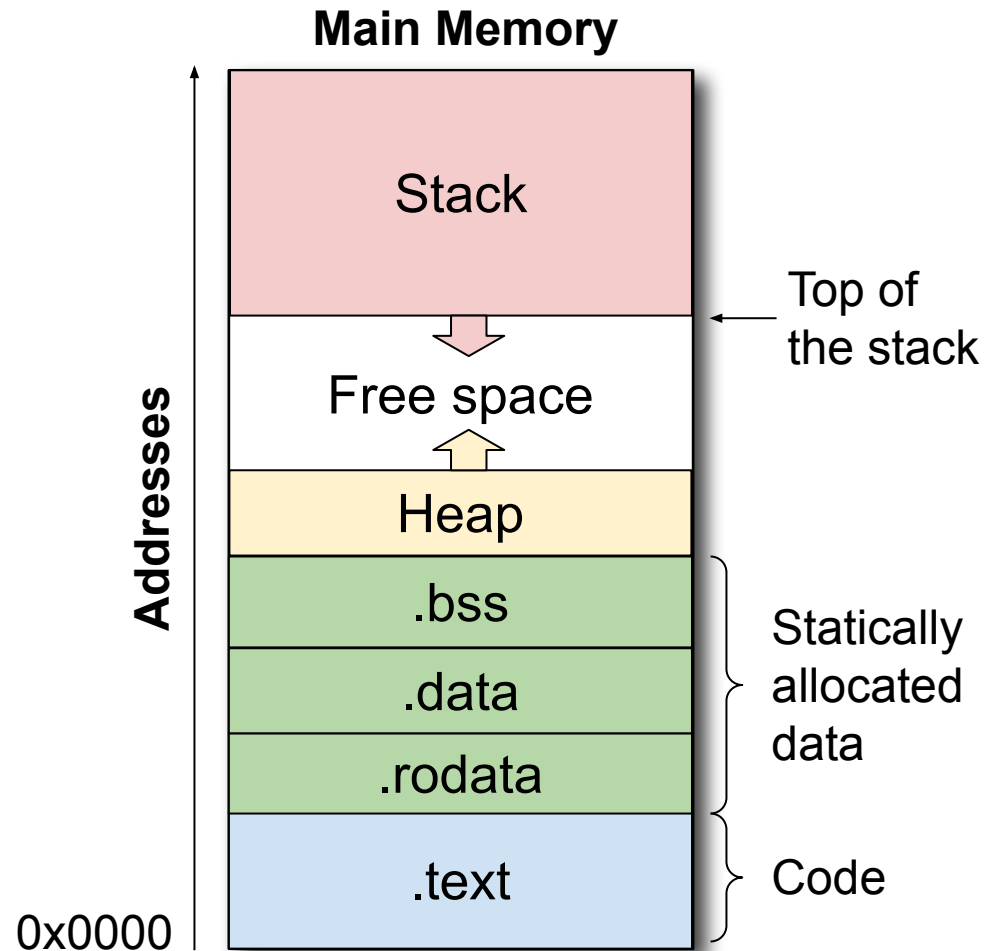 Main Memory
Stack
Top of
the stack
Free space
Addresses
Heap
.bss
Statically
allocated
data
.data
.rodata
.text
Code
0x0000